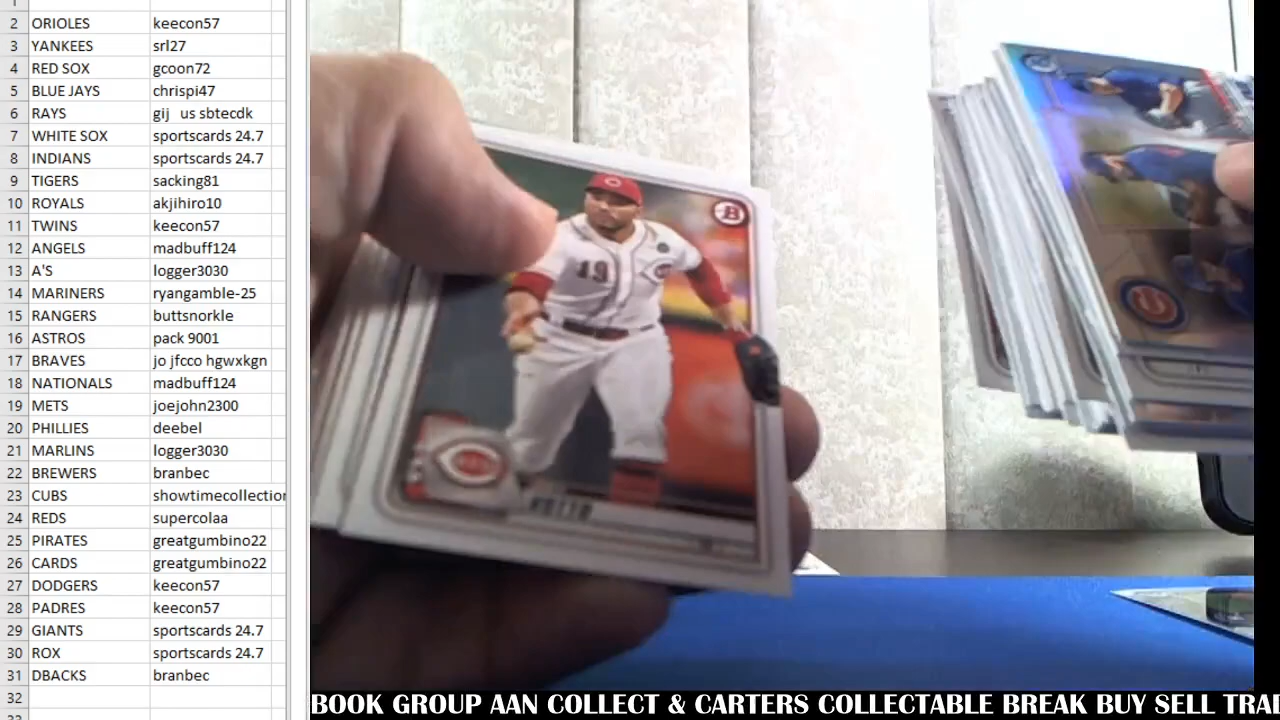 1
2 ORIOLES keecon57
3 YANKEES srl27
4 RED SOX gcoon72
5 BLUE JAYS chrispi47
6 RAYS gij us sbtecdk
7 WHITE SOX sportscards 24.7
8 INDIANS sportscards 24.7
9 TIGERS sacking81
10 ROYALS akjihiro10
11 TWINS keecon57
12 ANGELS madbuff124
13 A'S logger3030
14 MARINERS ryangamble-25
15 RANGERS buttsnorkle
16 ASTROS pack 9001
17 BRAVES jo jfcco hgwxkgn
18 NATIONALS madbuff124
19 METS joejohn2300
20 PHILLIES deebel
21 MARLINS logger3030
22 BREWERS branbec
23 CUBS showtimecollection
24 REDS supercolaa
25 PIRATES greatgumbino22
26 CARDS greatgumbino22
27 DODGERS keecon57
28 PADRES keecon57
29 GIANTS sportscards 24.7
30 ROX sportscards 24.7
31 DBACKS branbec
32
33
B
19
VOTTO
BOOK GROUP AAN COLLECT & CARTERS COLLECTABLE BREAK BUY SELL TRA